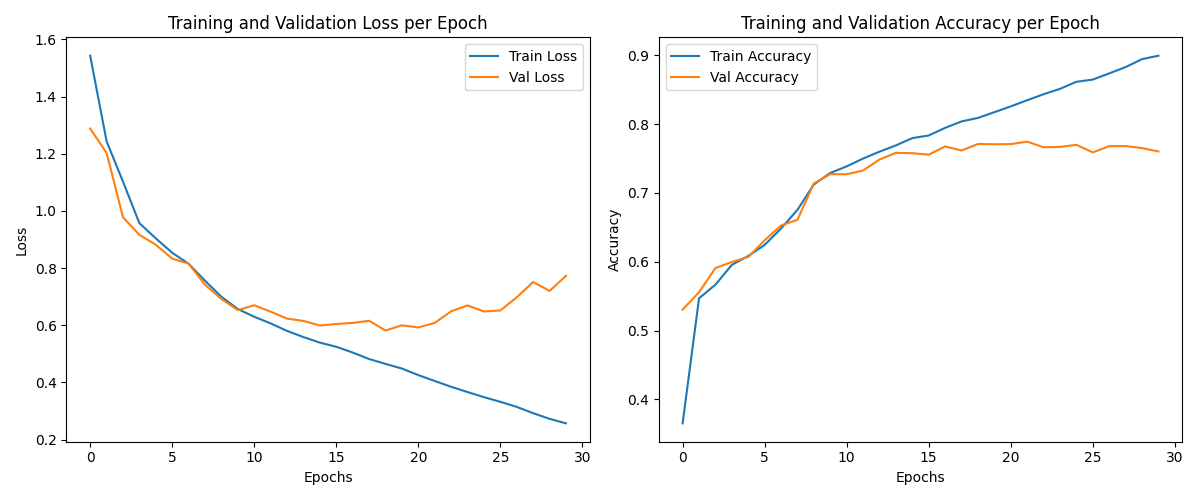 Training and Validation Loss per Epoch
1.6
1.4
1.2
1.0
0.8
0.6
0.4
0.2
Loss
Train Loss
Val Loss
0 5 10 15 20 25 30
Epochs
Training and Validation Accuracy per Epoch
0.9
0.8
0.7
0.6
0.5
0.4
Accuracy
Train Accuracy
Val Accuracy
0 5 10 15 20 25 30
Epochs